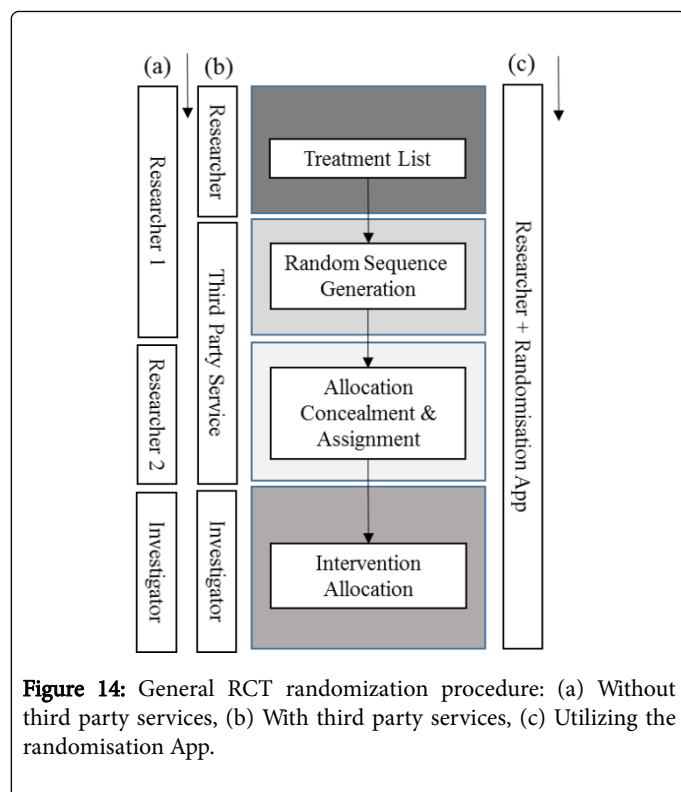 (a)
(b)
(c)
Researcher 1
Researcher 2
Investigator
Researcher
Third Party Service
Investigator
Treatment List
Random Sequence
Generation
Allocation
Concealment &
Assignment
Intervention
Allocation
Researcher + Randomisation App
Figure 14: General RCT randomization procedure: (a) Without
third party services, (b) With third party services, (c) Utilizing the
randomisation App.